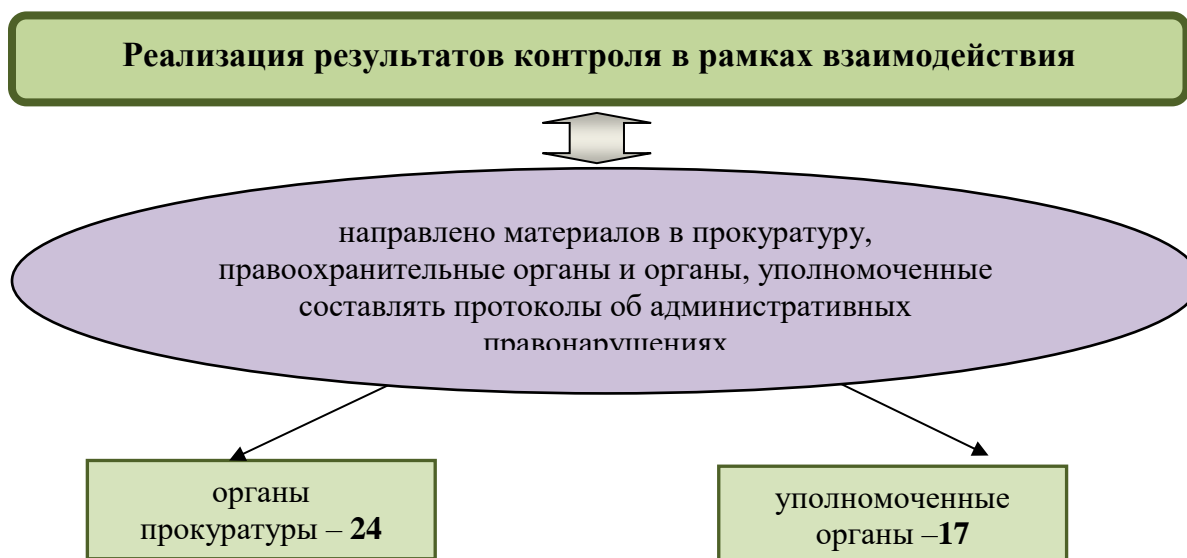 Реализация результатов контроля в рамках взаимодействия
направлено материалов в прокуратуру,
правоохранительные органы и органы, уполномоченные
составлять протоколы об административных
правонарушениях
органы
прокуратуры – 24
уполномоченные
органы –17